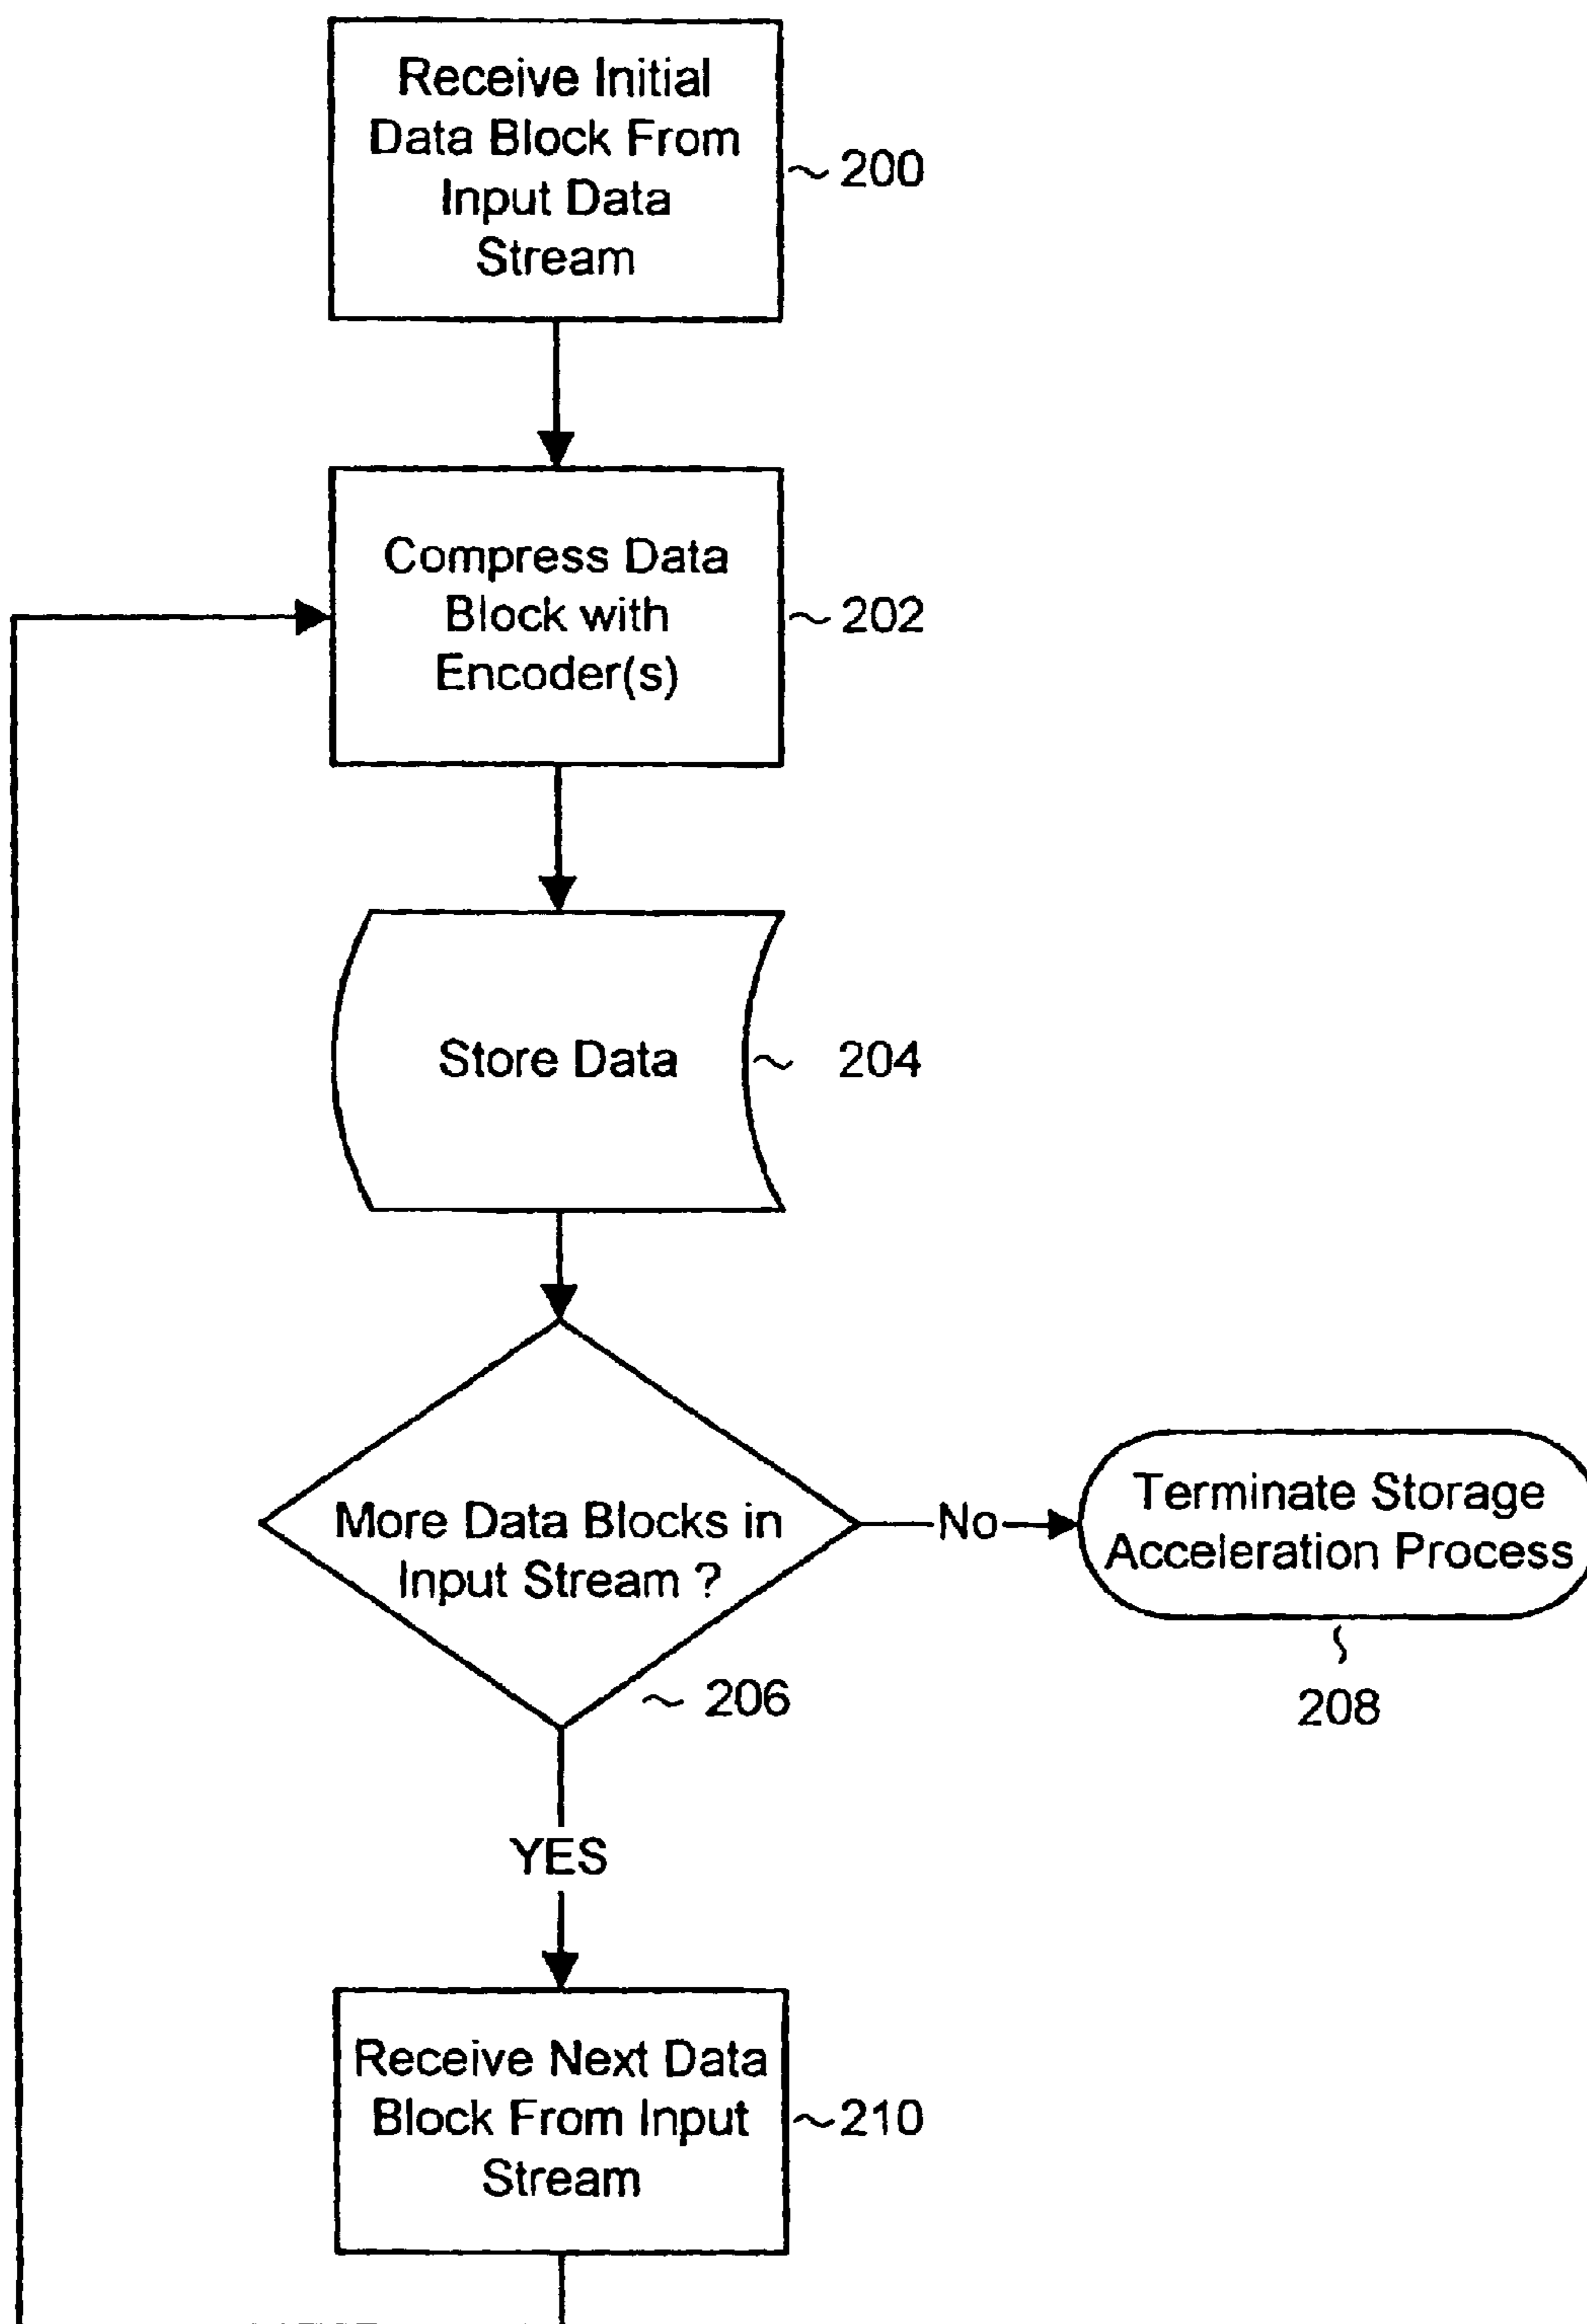 Receive Initial
Data Block From
Input Data
Stream
~ 200
Compress Data
Block with
Encoder(s)
~ 202
Store Data
~ 204
More Data Blocks in
Input Stream ?
~ 206
No
Terminate Storage
Acceleration Process
~
208
YES
Receive Next Data
Block From Input
Stream
~210